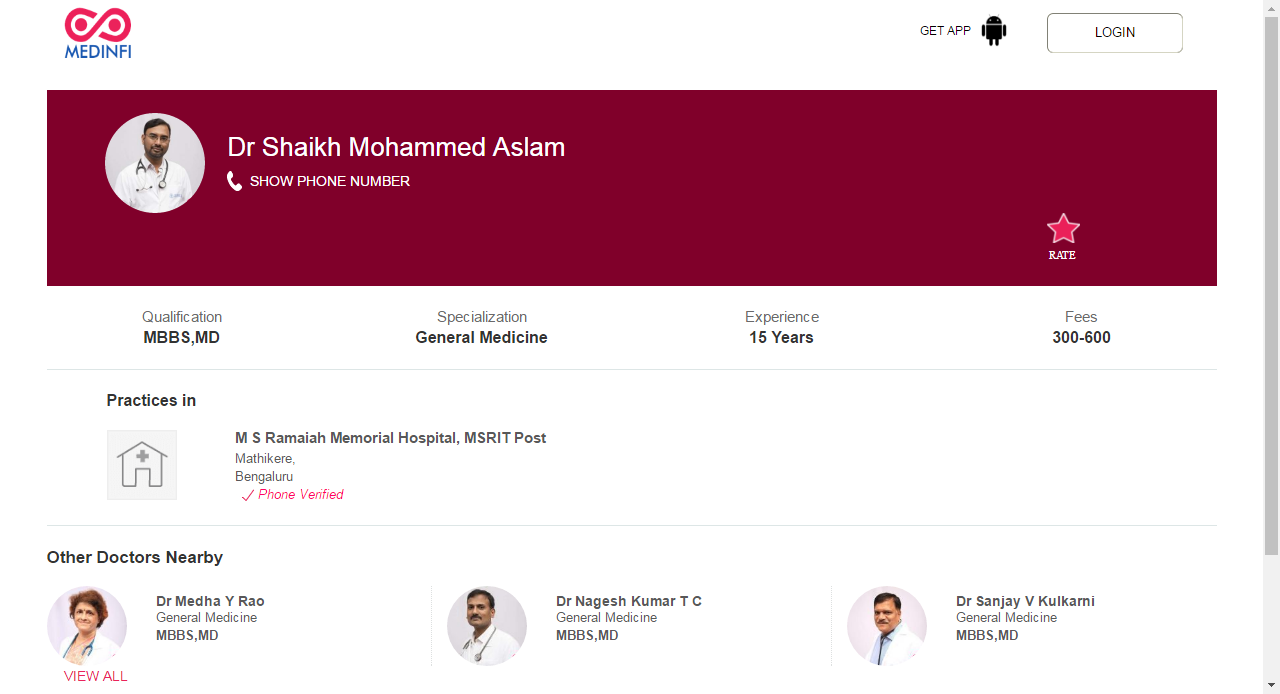 MEDINFI
GET APP
LOGIN
Dr Shaikh Mohammed Aslam
SHOW PHONE NUMBER
RATE
Qualification
MBBS,MD
Specialization
General Medicine
Experience
15 Years
Fees
300-600
Practices in
M S Ramaiah Memorial Hospital, MSRIT Post
Mathikere,
Bengaluru
Phone Verified
Other Doctors Nearby
Dr Medha Y Rao
General Medicine
MBBS,MD
Dr Nagesh Kumar T C
General Medicine
MBBS,MD
Dr Sanjay V Kulkarni
General Medicine
MBBS,MD
VIEW ALL